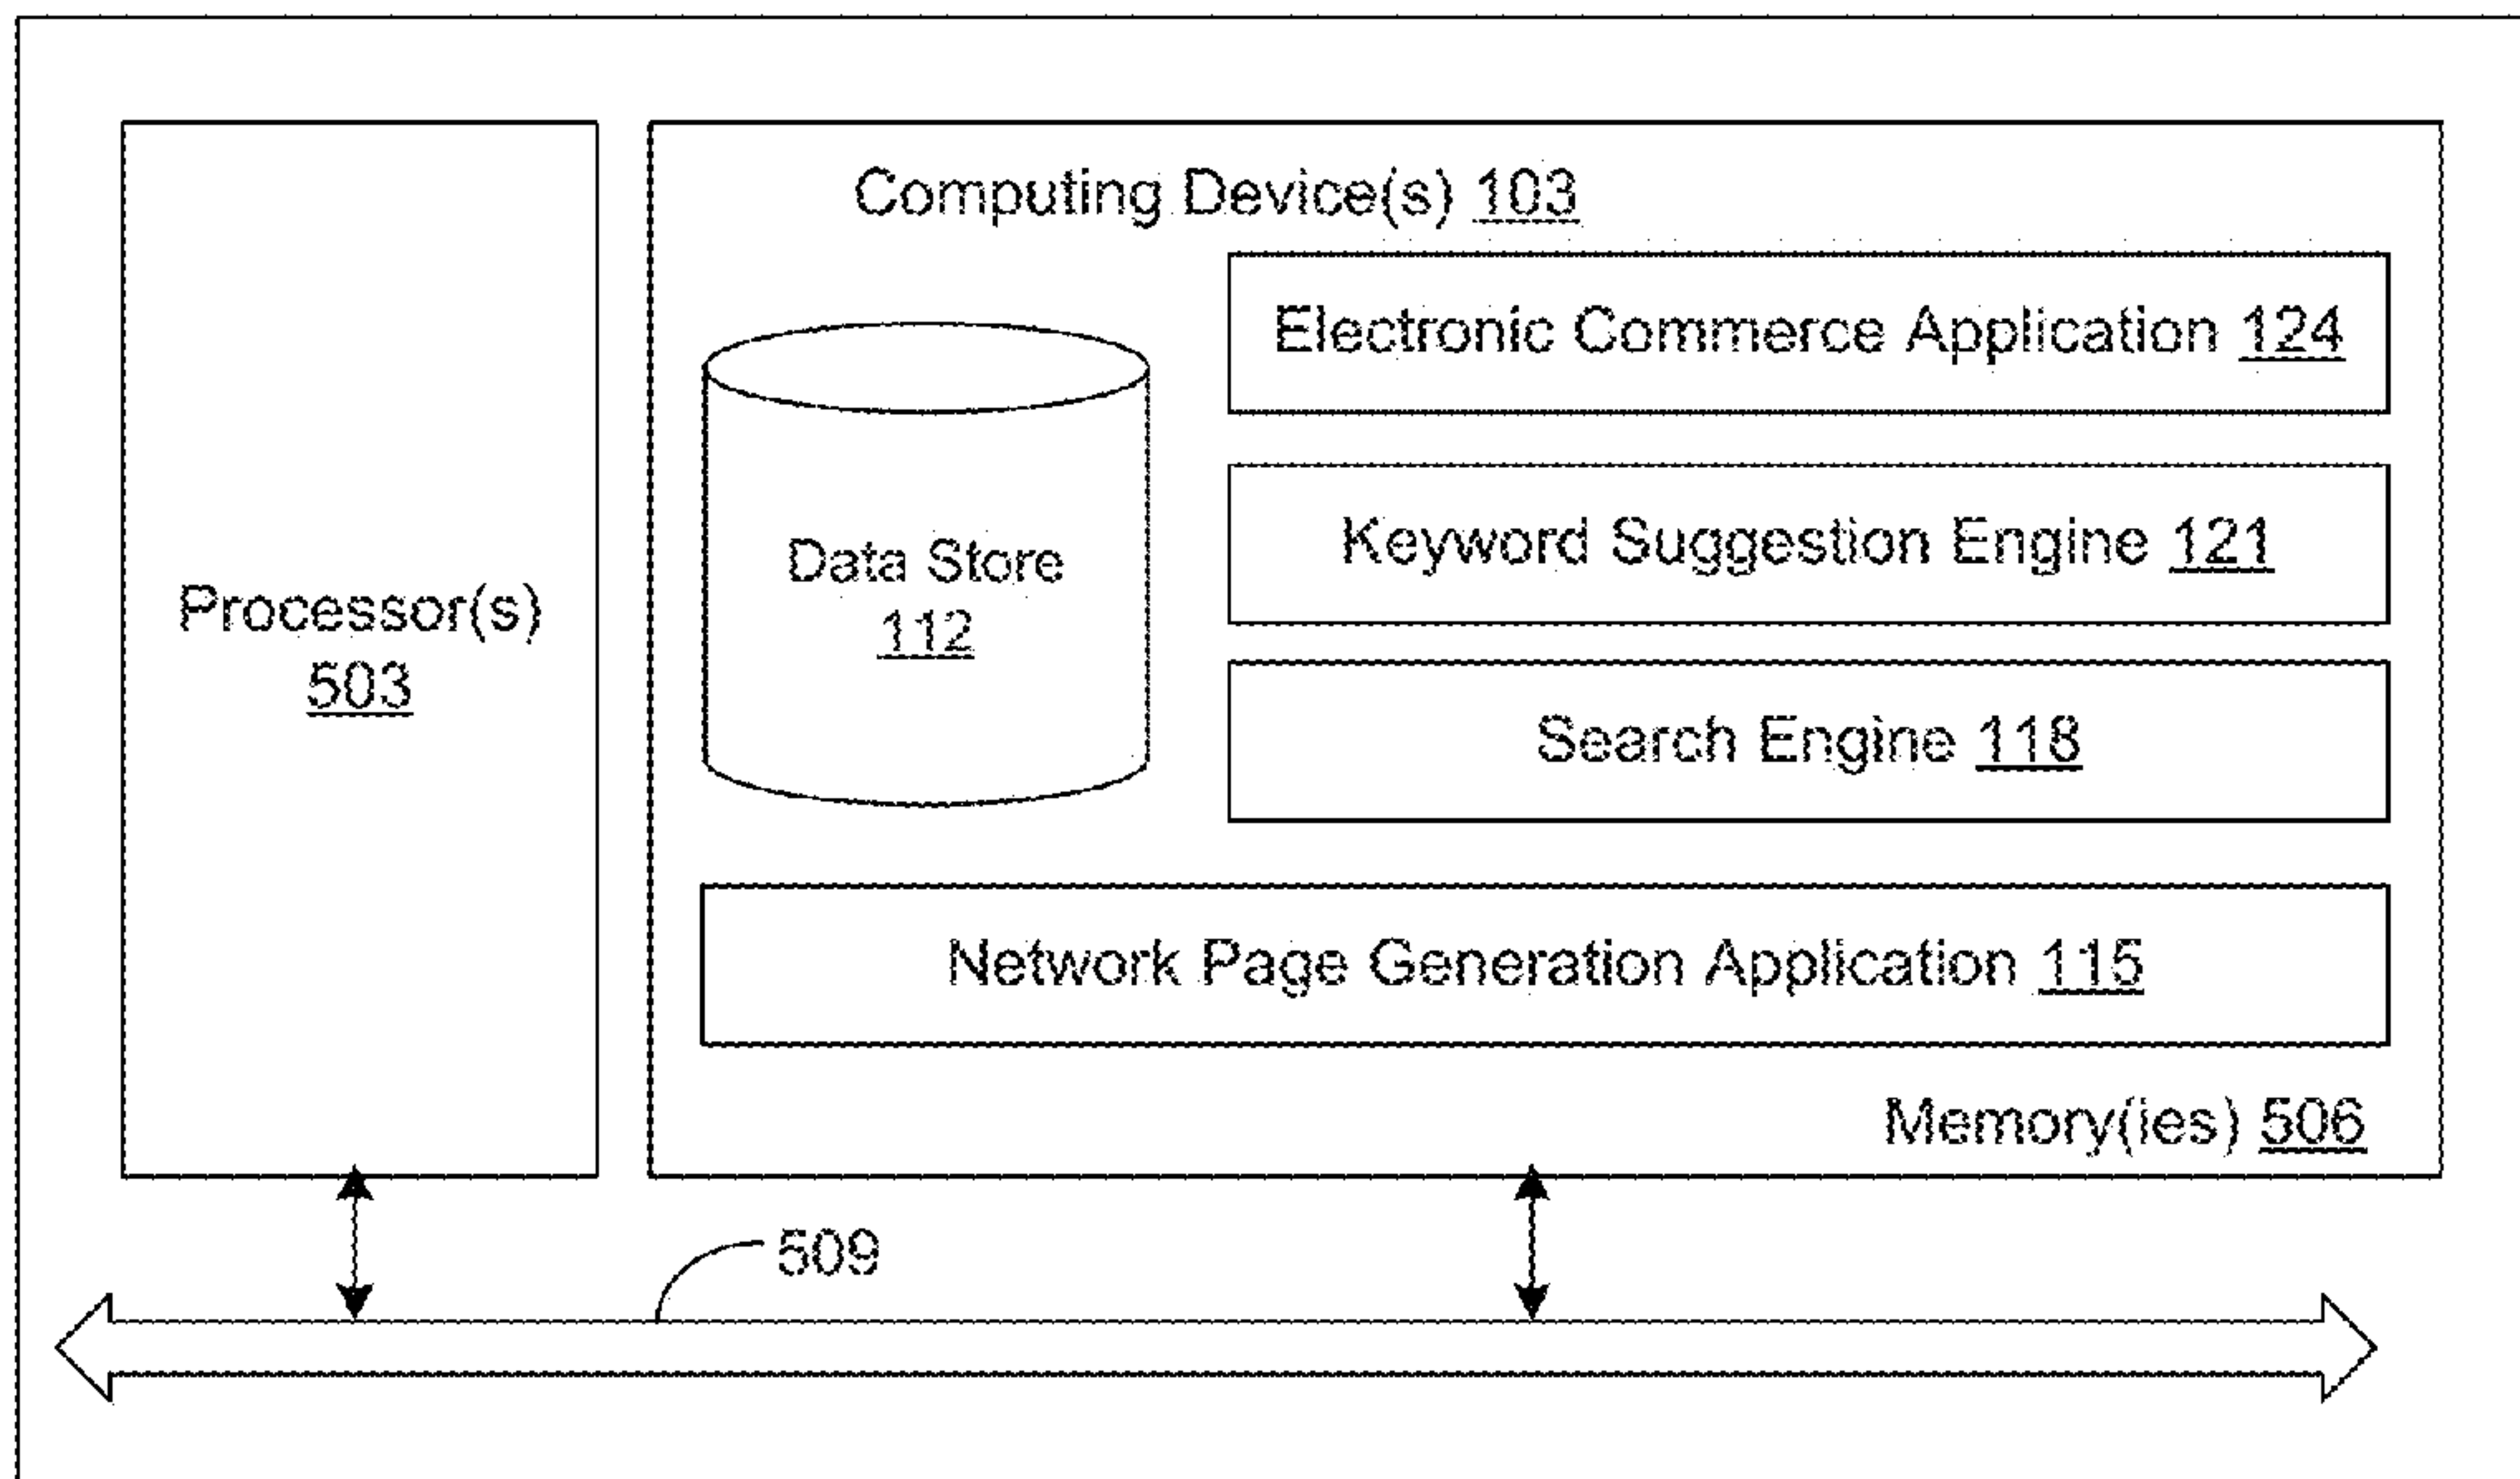 Computing Device(s) 103
Electronic Commerce Application 124
Keyword Suggestion Engine 121
Data Store
112
Processor(s)
503
Search Engine 118
Network Page Generation Application 115
Memory(ies) 506
509